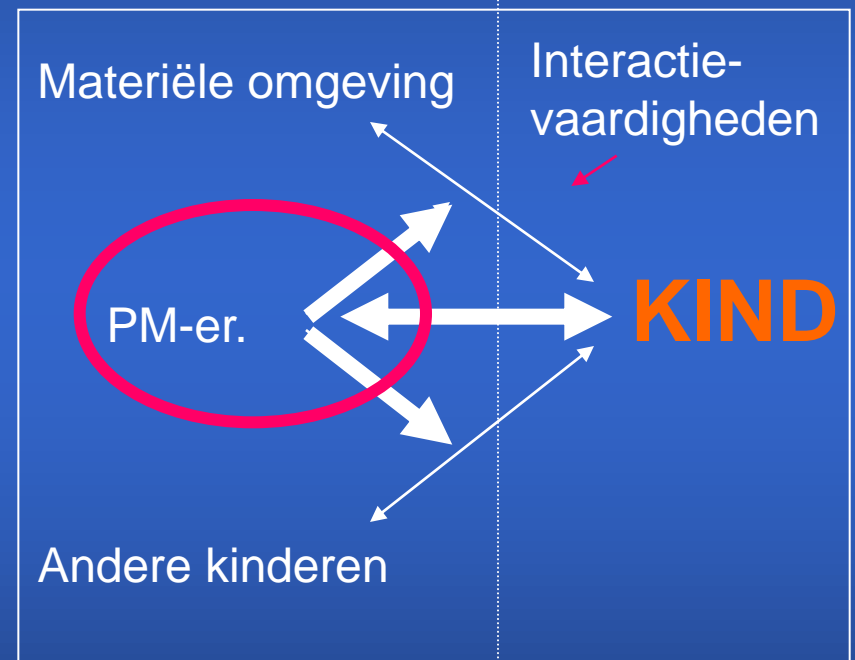 Materiële omgeving
Interactie-
vaardigheden
PM-er.
KIND
Andere kinderen